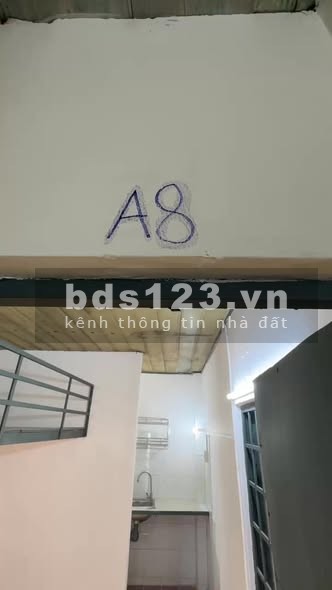 A8
bds123.vn
kênh thông tin nhà đất